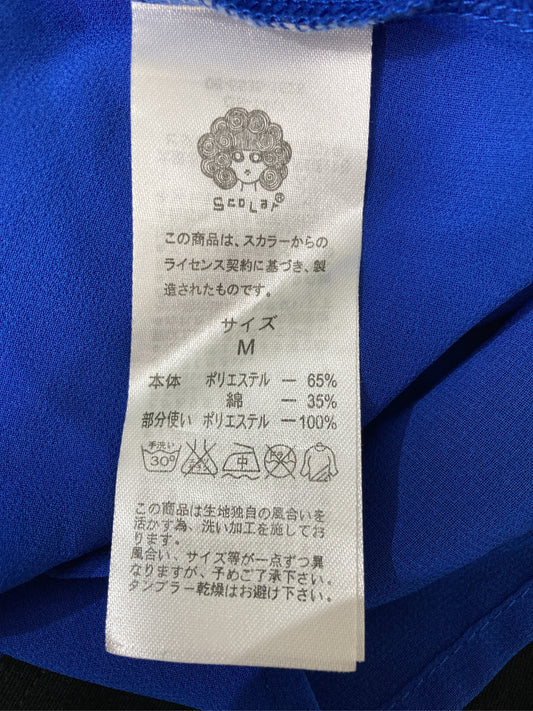 ScoLar®
この商品は、スカラーからの
ライセンス契約に基づき、製
造されたものです。
サイズ
M
本体 ポリエステル — 65%
綿 — 35%
部分使い ポリエステル — 100%
手洗い
30° 中
この商品は生地独自の風合いを
活かす為、洗い加工を施してお
ります。
風合い、サイズ等が一点ずつ異
なりますが、予めご了承下さい。
タンブラー乾燥はお避け下さい。